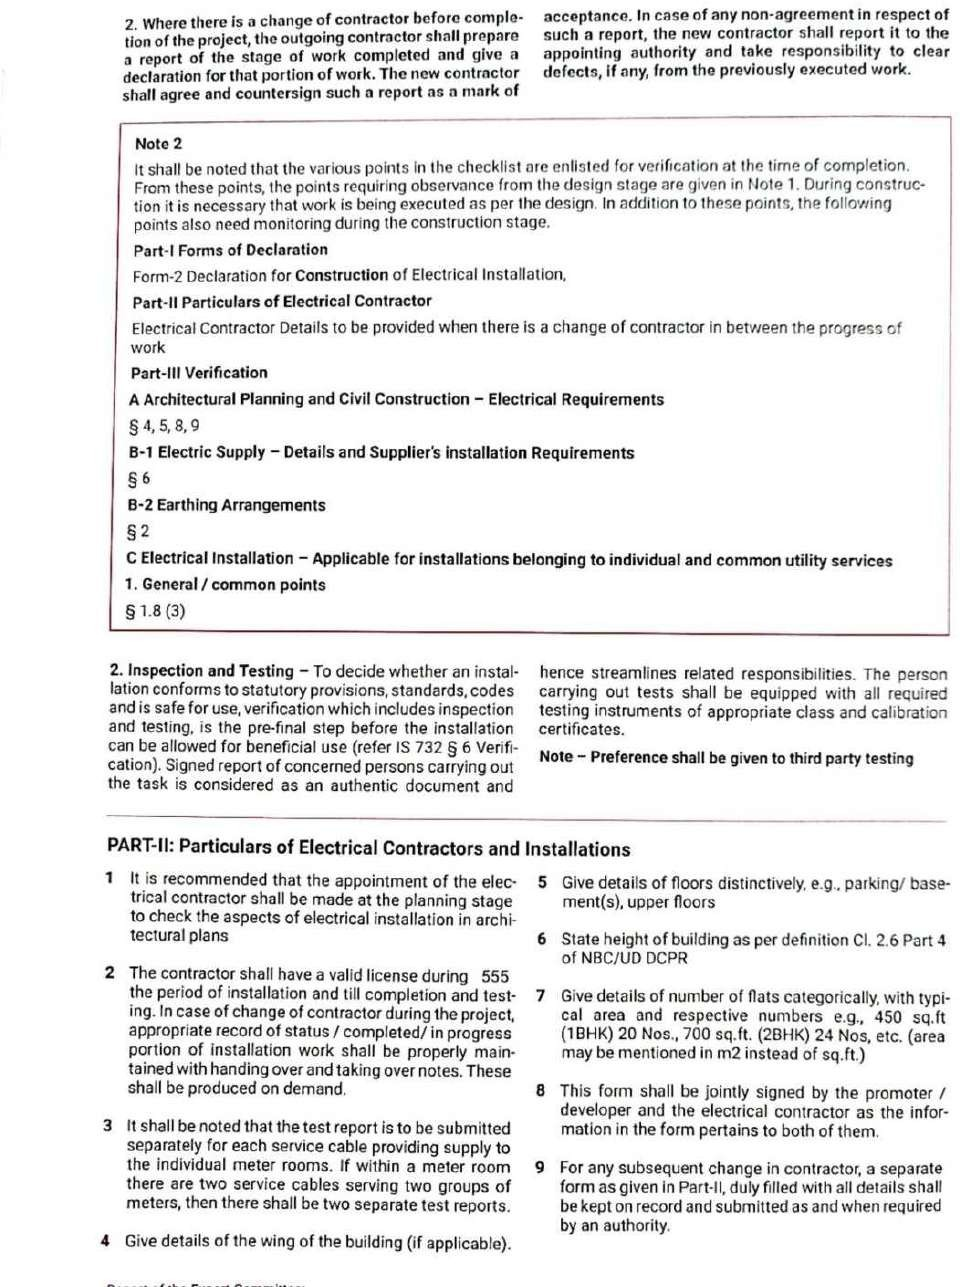 2. Where there is a change of contractor before comple-
tion of the project, the outgoing contractor shall prepare
a report of the stage of work completed and give a
declaration for that portion of work. The new contractor
shall agree and countersign such a report as a mark of
acceptance. In case of any non-agreement in respect of
such a report, the new contractor shall report it to the
appointing authority and take responsibility to clear
defects, if any, from the previously executed work.
Note 2
It shall be noted that the various points in the checklist are enlisted for verification at the time of completion.
From these points, the points requiring observance from the design stage are given in Note 1. During construc-
tion it is necessary that work is being executed as per the design. In addition to these points, the following
points also need monitoring during the construction stage.
Part-I Forms of Declaration
Form-2 Declaration for Construction of Electrical Installation,
Part-II Particulars of Electrical Contractor
Electrical Contractor Details to be provided when there is a change of contractor in between the progress of
work
Part-III Verification
A Architectural Planning and Civil Construction – Electrical Requirements
§ 4, 5, 8, 9
B-1 Electric Supply – Details and Supplier's installation Requirements
§ 6
B-2 Earthing Arrangements
§ 2
C Electrical Installation – Applicable for installations belonging to individual and common utility services
1. General / common points
§ 1.8 (3)
2. Inspection and Testing – To decide whether an instal-
lation conforms to statutory provisions, standards, codes
and is safe for use, verification which includes inspection
and testing, is the pre-final step before the installation
can be allowed for beneficial use (refer IS 732 § 6 Verifi-
cation). Signed report of concerned persons carrying out
the task is considered as an authentic document and
hence streamlines related responsibilities. The person
carrying out tests shall be equipped with all required
testing instruments of appropriate class and calibration
certificates.
Note – Preference shall be given to third party testing
PART-II: Particulars of Electrical Contractors and Installations
1 It is recommended that the appointment of the elec-
trical contractor shall be made at the planning stage
to check the aspects of electrical installation in archi-
tectural plans
2 The contractor shall have a valid license during 555
the period of installation and till completion and test-
ing. In case of change of contractor during the project,
appropriate record of status / completed/ in progress
portion of installation work shall be properly main-
tained with handing over and taking over notes. These
shall be produced on demand.
3 It shall be noted that the test report is to be submitted
separately for each service cable providing supply to
the individual meter rooms. If within a meter room
there are two service cables serving two groups of
meters, then there shall be two separate test reports.
4 Give details of the wing of the building (if applicable).
5 Give details of floors distinctively, e.g., parking/ base-
ment(s), upper floors
6 State height of building as per definition Cl. 2.6 Part 4
of NBC/UD DCPR
7 Give details of number of flats categorically, with typi-
cal area and respective numbers e.g., 450 sq.ft
(1BHK) 20 Nos., 700 sq.ft. (2BHK) 24 Nos, etc. (area
may be mentioned in m2 instead of sq.ft.)
8 This form shall be jointly signed by the promoter /
developer and the electrical contractor as the infor-
mation in the form pertains to both of them.
9 For any subsequent change in contractor, a separate
form as given in Part-II, duly filled with all details shall
be kept on record and submitted as and when required
by an authority.